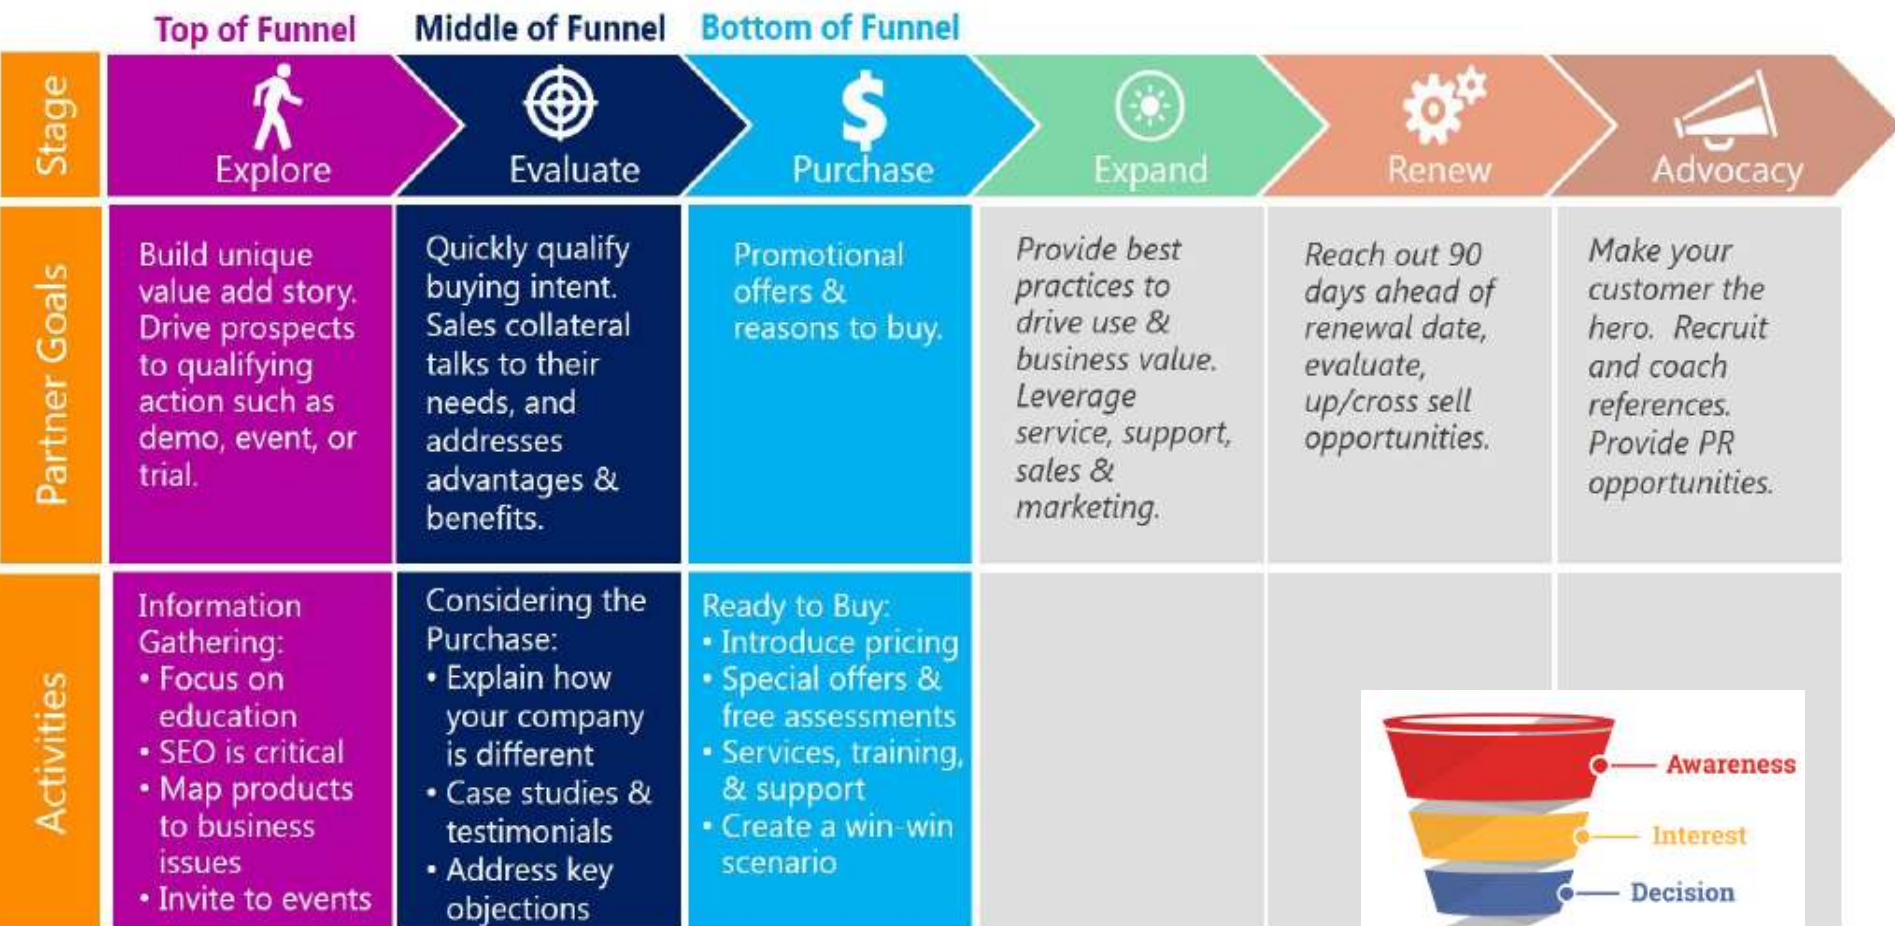 Top of Funnel
Middle of Funnel
Bottom of Funnel
Stage
Explore
Evaluate
Purchase
Expand
Renew
Advocacy
Partner Goals
Build unique
value add story.
Drive prospects
to qualifying
action such as
demo, event, or
trial.
Quickly qualify
buying intent.
Sales collateral
talks to their
needs, and
addresses
advantages &
benefits.
Promotional
offers &
reasons to buy.
Provide best
practices to
drive use &
business value.
Leverage
service, support,
sales &
marketing.
Reach out 90
days ahead of
renewal date,
evaluate,
up/cross sell
opportunities.
Make your
customer the
hero. Recruit
and coach
references.
Provide PR
opportunities.
Activities
Information
Gathering:
• Focus on
education
• SEO is critical
• Map products
to business
issues
• Invite to events
Considering the
Purchase:
• Explain how
your company
is different
• Case studies &
testimonials
• Address key
objections
Ready to Buy:
• Introduce pricing
• Special offers &
free assessments
• Services, training,
& support
• Create a win-win
scenario
Awareness
Interest
Decision